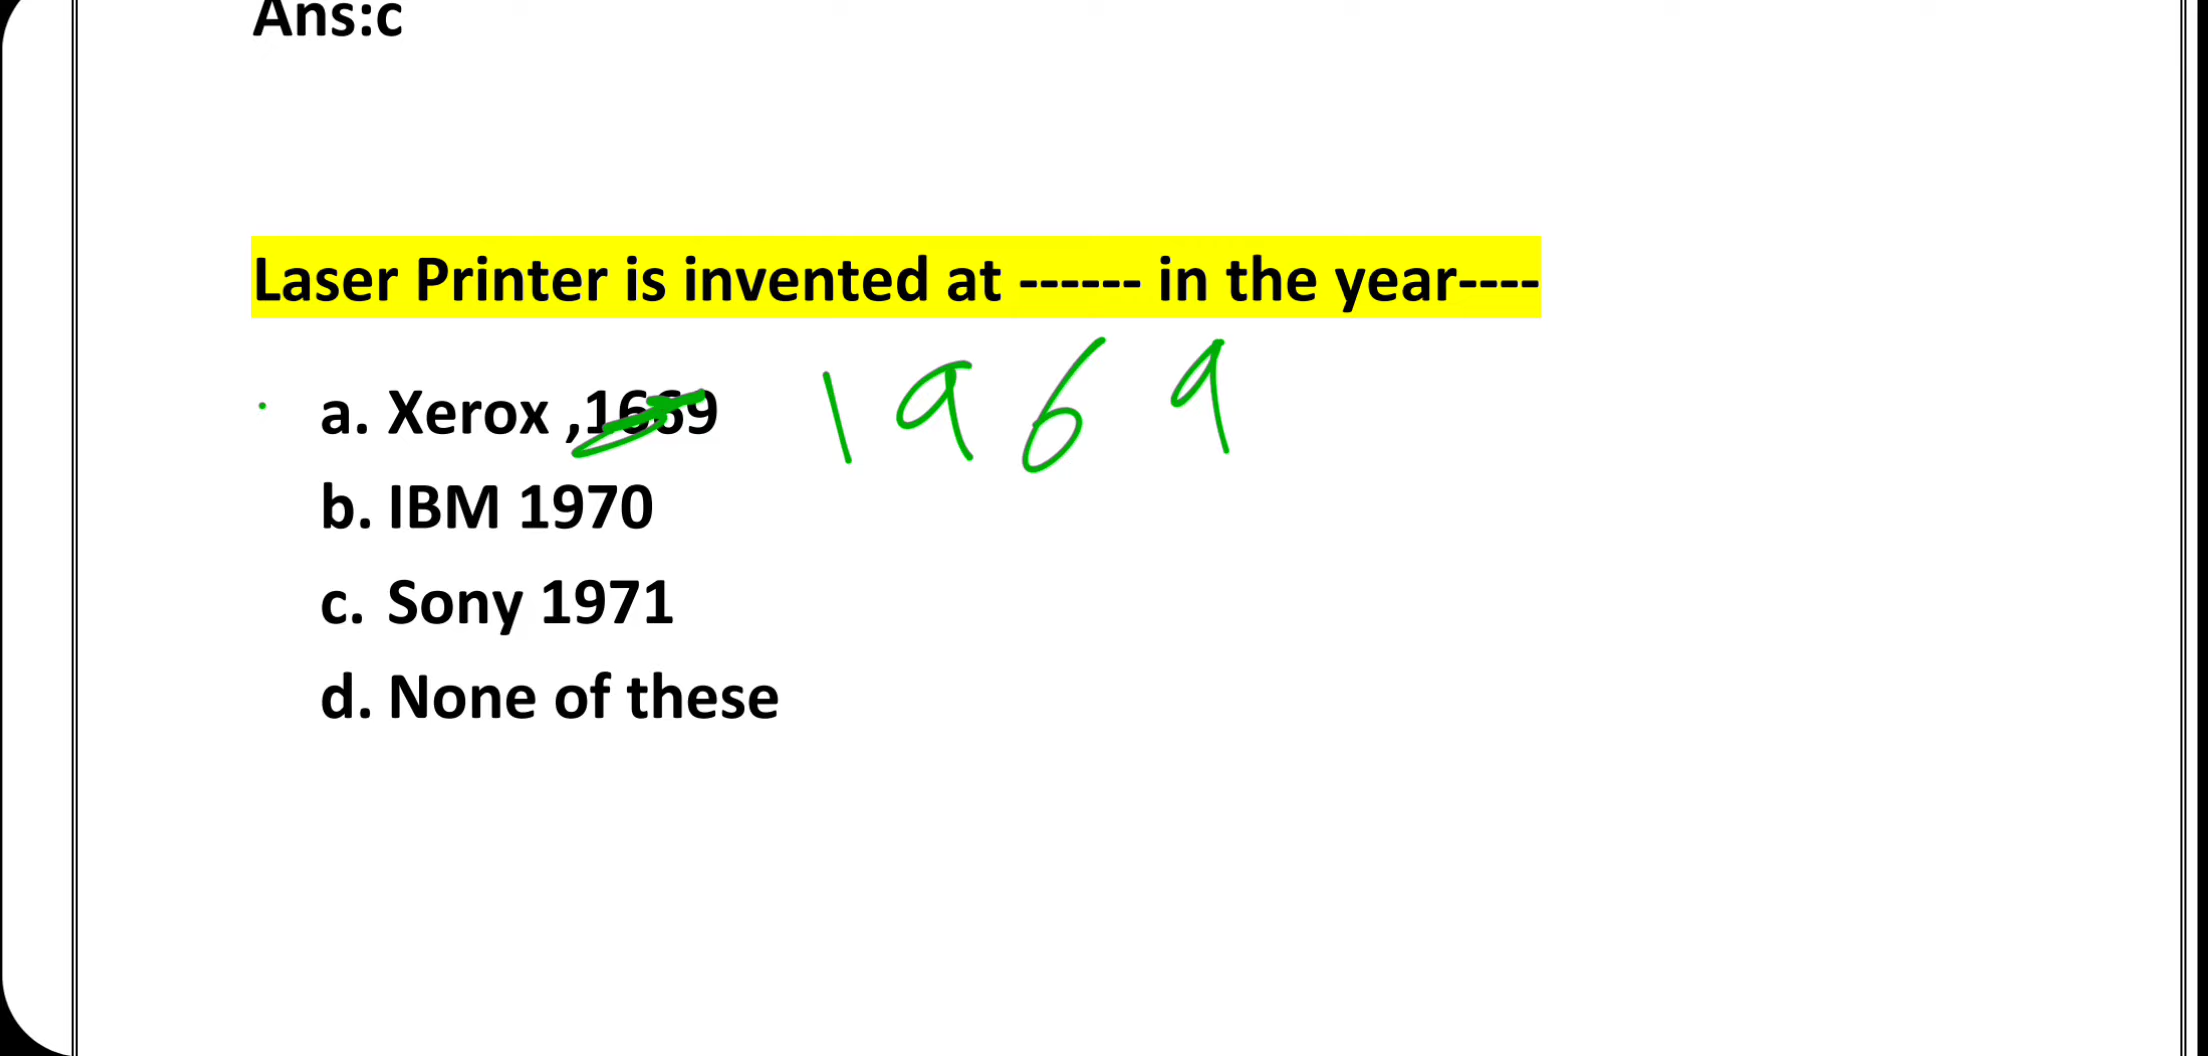 Ans:c
Laser Printer is invented at ------ in the year----
a. Xerox ,1669 1969
b. IBM 1970
c. Sony 1971
d. None of these